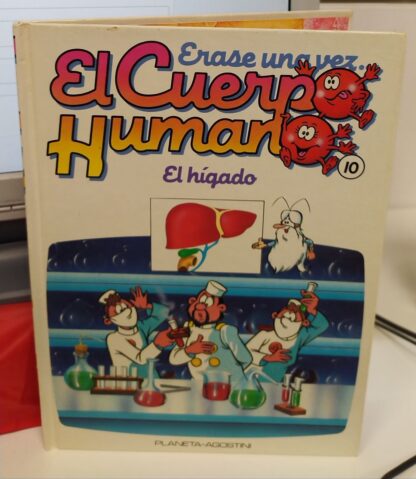 Erase una vez...
El Cuerpo
Humano
10
El hígado
PLANETA-AGOSTINI